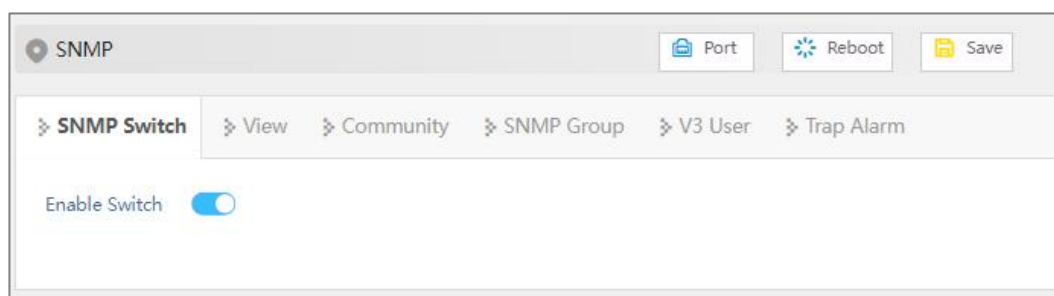 SNMP Port Reboot Save
SNMP Switch View Community SNMP Group V3 User Trap Alarm
Enable Switch